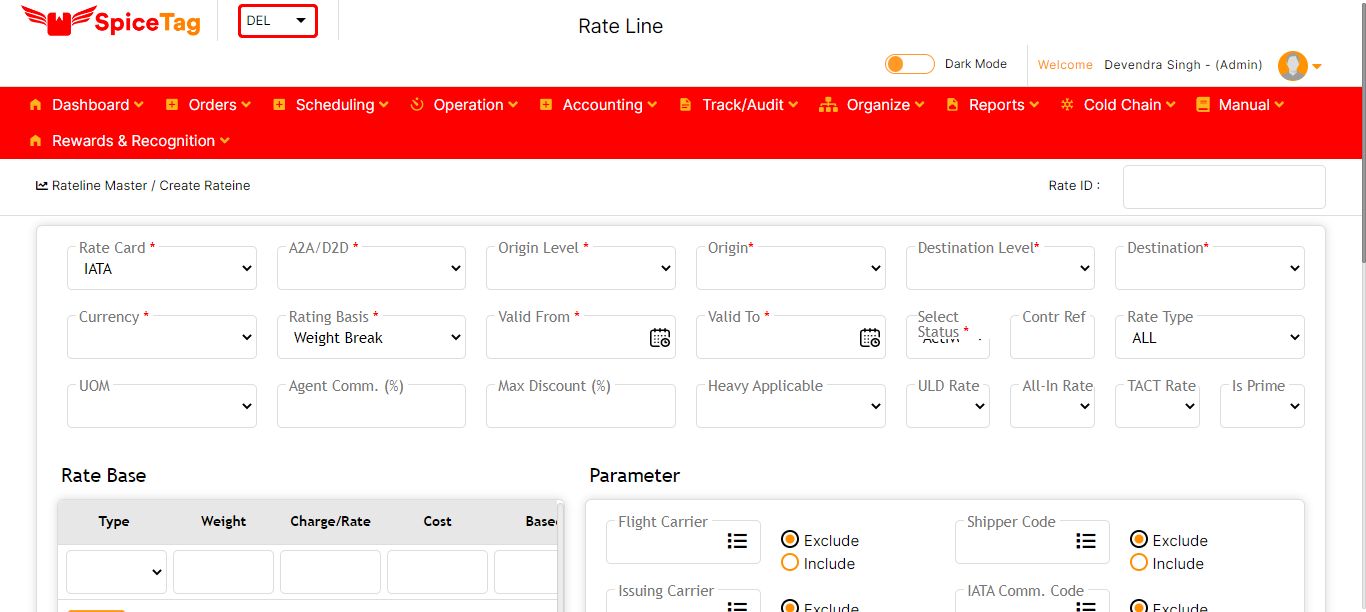 SpiceTag
DEL
Rate Line
Dark Mode
Welcome Devendra Singh - (Admin)
Dashboard Orders Scheduling Operation Accounting Track/Audit Organize Reports Cold Chain Manual
Rewards & Recognition
Rateline Master / Create Rateine
Rate ID :
Rate Card * A2A/D2D * Origin Level * Origin* Destination Level* Destination*
IATA
Currency * Rating Basis * Valid From * Valid To * Select Status * Contr Ref Rate Type
Weight Break ALL
UOM Agent Comm. (%) Max Discount (%) Heavy Applicable ULD Rate All-In Rate TACT Rate Is Prime
Rate Base
Type Weight Charge/Rate Cost
Parameter
Flight Carrier Shipper Code
Exclude Exclude
Include Include
Issuing Carrier IATA Comm. Code
Exclude Exclude